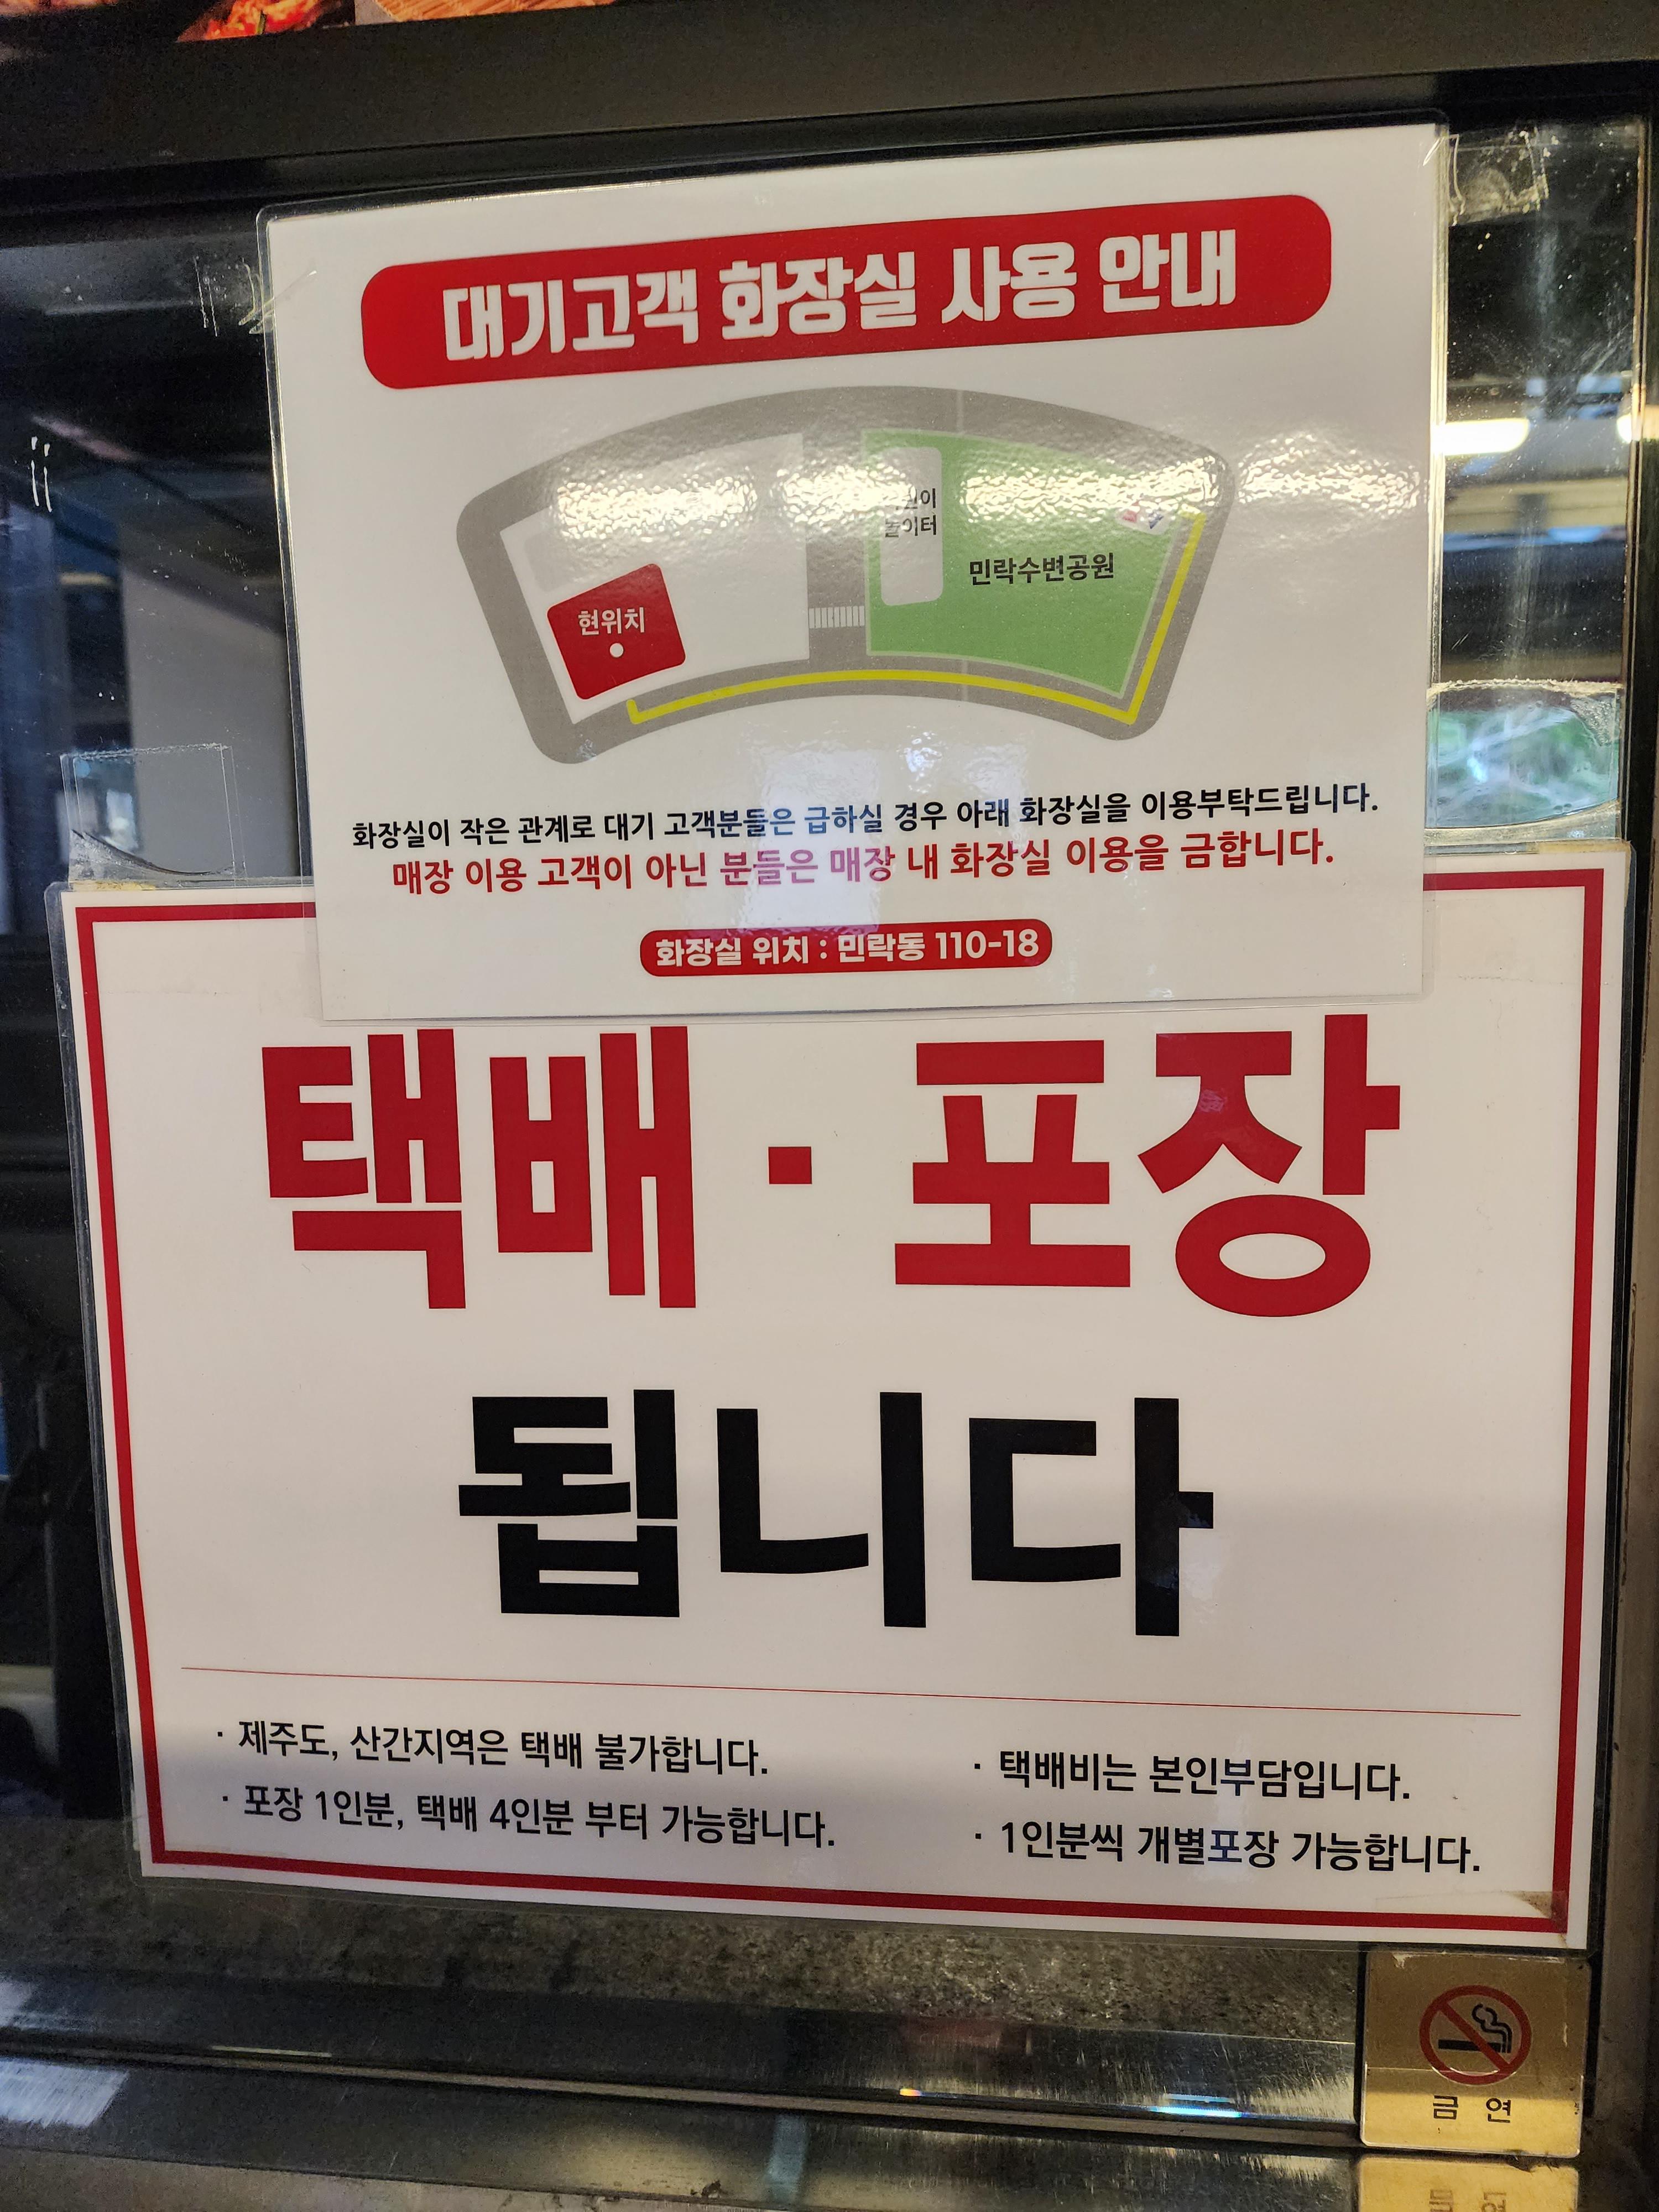 대기고객 화장실 사용 안내
놀이터
민락수변공원
현위치
화장실이 작은 관계로 대기 고객분들은 급하실 경우 아래 화장실을 이용부탁드립니다.
매장 이용 고객이 아닌 분들은 매장 내 화장실 이용을 금합니다.
화장실 위치 : 민락동 110-18
택배 · 포장
됩니다
· 제주도, 산간지역은 택배 불가합니다.
· 포장 1인분, 택배 4인분 부터 가능합니다.
· 택배비는 본인부담입니다.
· 1인분씩 개별포장 가능합니다.
금 연